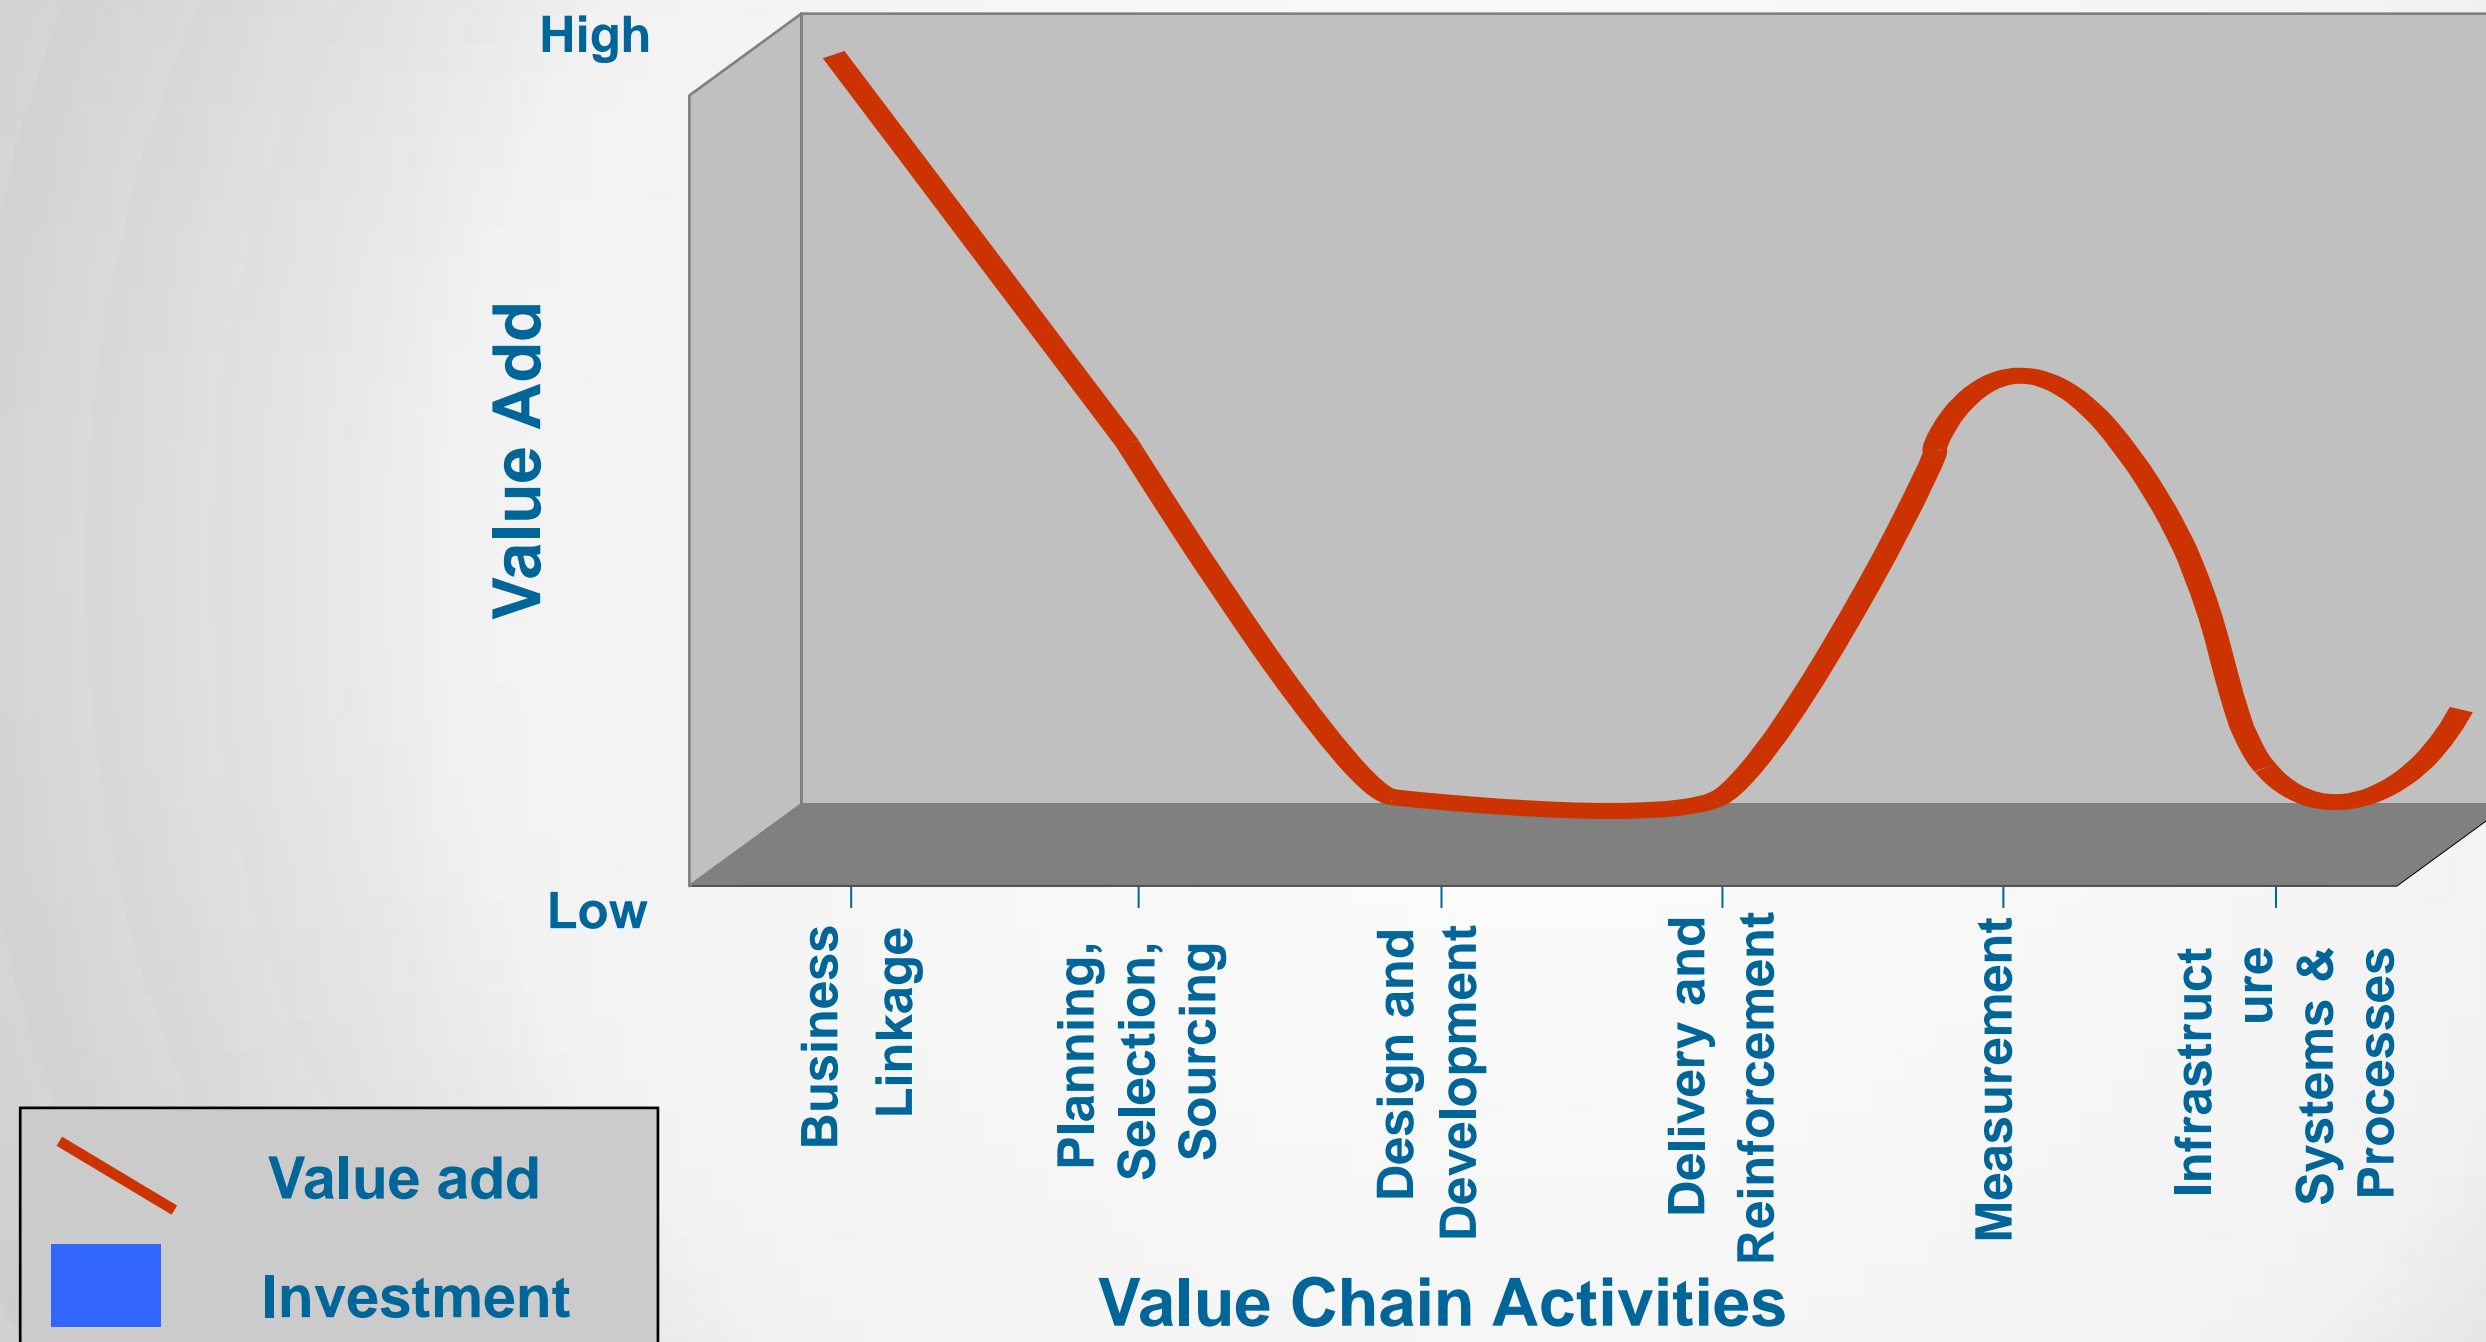 High
Value Add
Low
Business
Linkage
Planning,
Selection,
Sourcing
Design and
Development
Delivery and
Reinforcement
Measurement
Infrastruct
ure
Systems &
Processes
Value add
Investment
Value Chain Activities